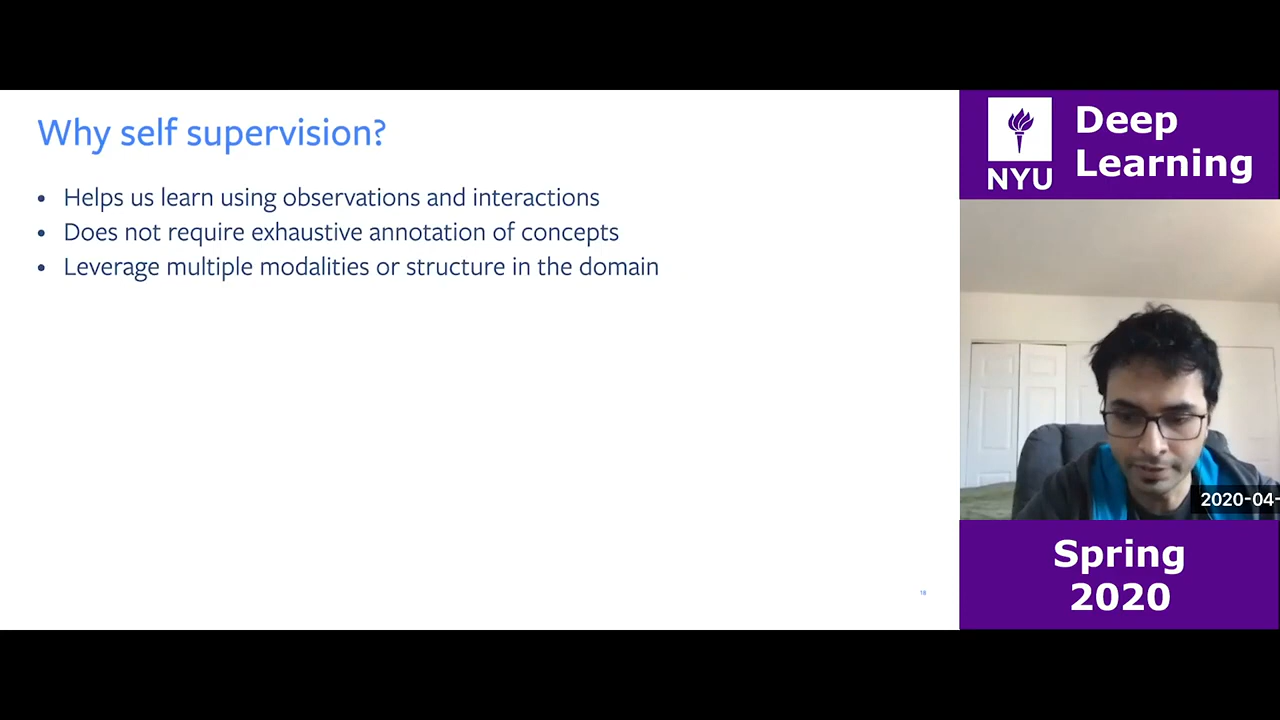 Why self supervision?
• Helps us learn using observations and interactions
• Does not require exhaustive annotation of concepts
• Leverage multiple modalities or structure in the domain
18
NYU
Deep
Learning
2020-04-
Spring
2020